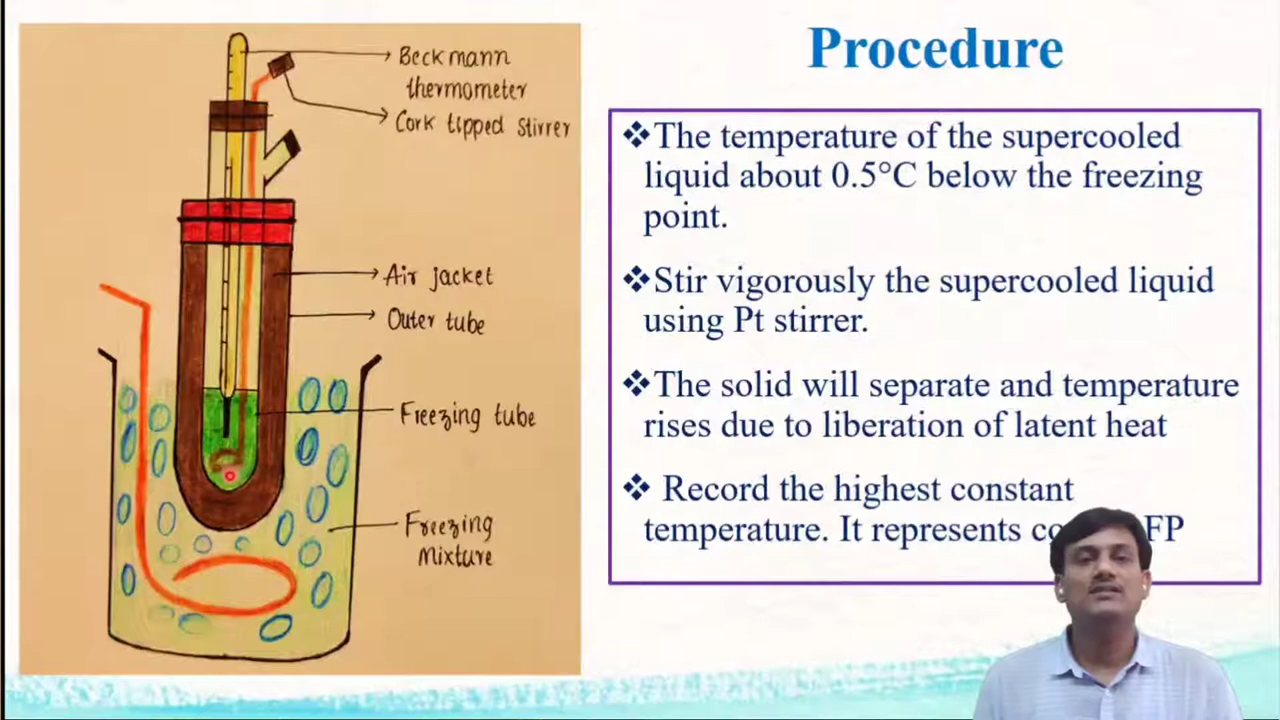 Procedure
Beckmann
thermometer
Cork tipped stirrer
Air jacket
Outer tube
Freezing tube
Freezing
Mixture
❖The temperature of the supercooled
liquid about 0.5°C below the freezing
point.
❖Stir vigorously the supercooled liquid
using Pt stirrer.
❖The solid will separate and temperature
rises due to liberation of latent heat
❖ Record the highest constant
temperature. It represents FP